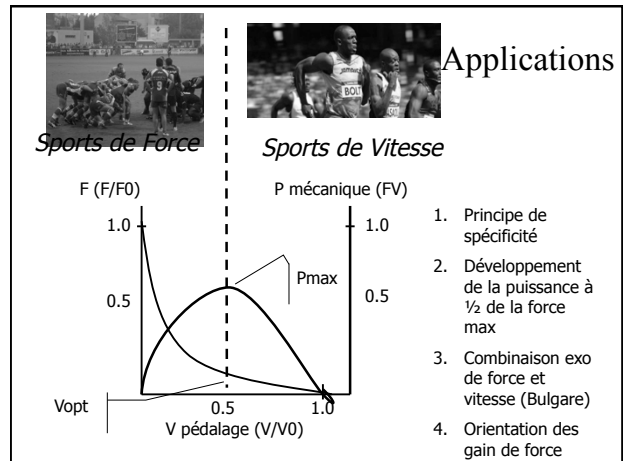 Applications
Sports de Force
Sports de Vitesse
9
BOLT
F (F/F0)
P mécanique (FV)
1.0
1.0
0.5
0.5
Pmax
Vopt
0.5
1.0
V pédalage (V/V0)
1. Principe de
spécificité
2. Développement
de la puissance à
½ de la force
max
3. Combinaison exo
de force et
vitesse (Bulgare)
4. Orientation des
gain de force